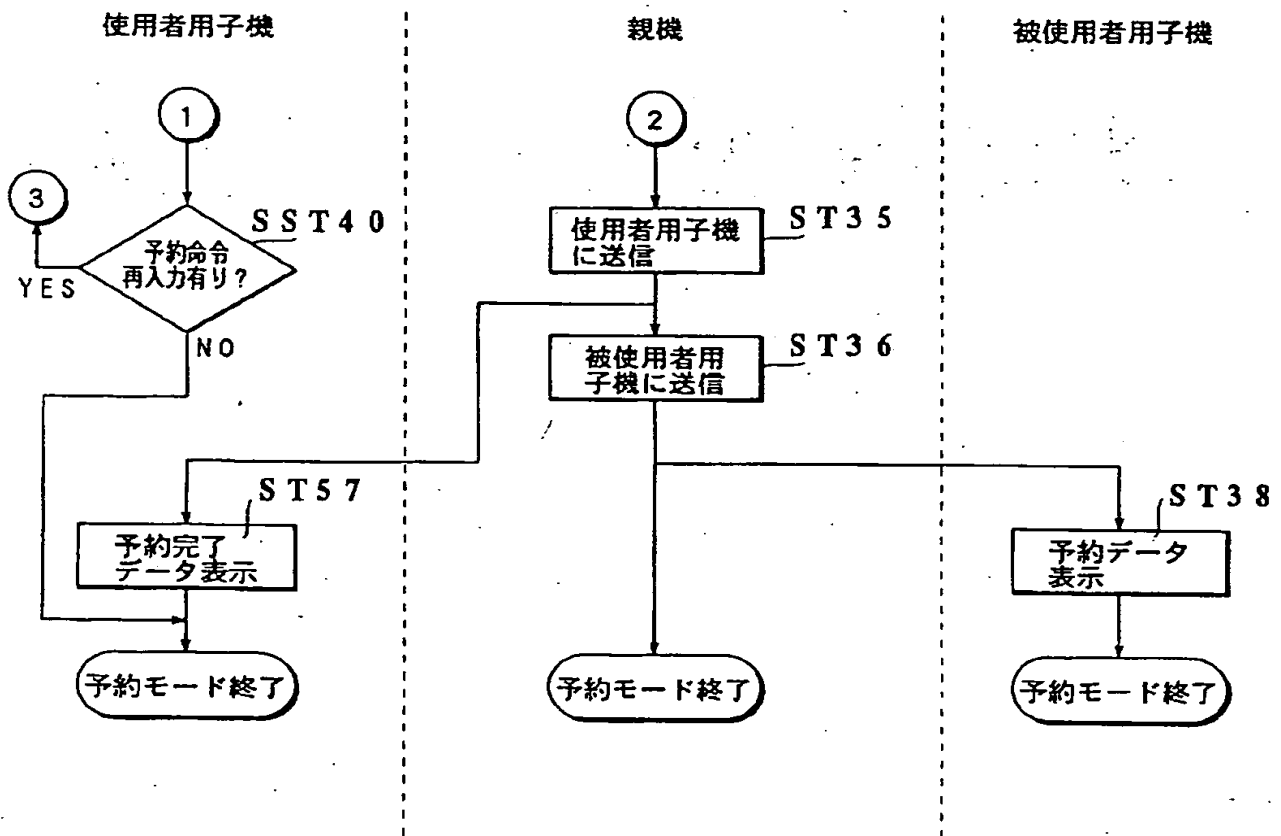 使用者用子機
親機
被使用者用子機
1
2
3
SST40
予約命令
再入力有り?
YES
NO
使用者用子機
に送信
ST35
被使用者用
子機に送信
ST36
ST57
予約完了
データ表示
ST38
予約データ
表示
予約モード終了
予約モード終了
予約モード終了